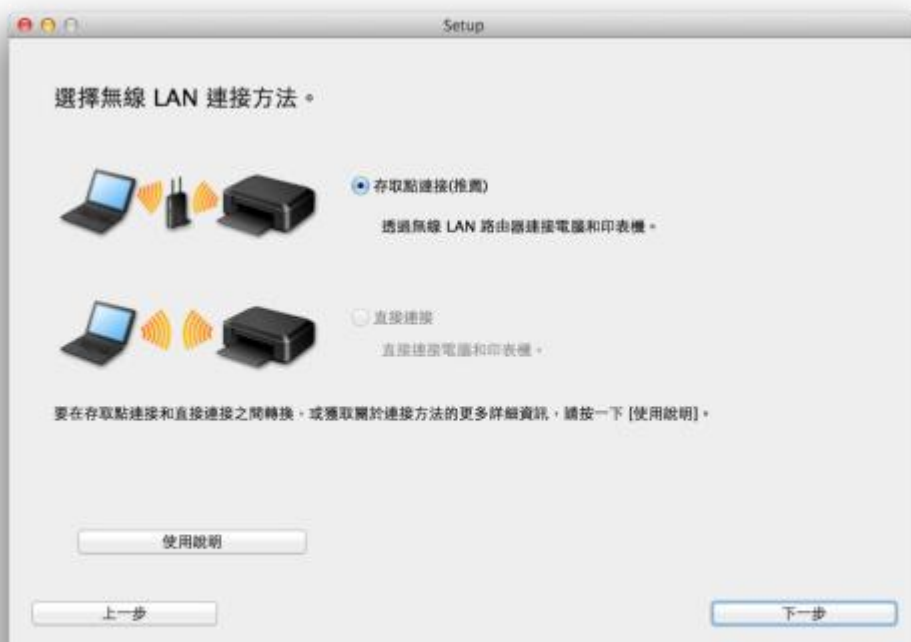 Setup
選擇無線 LAN 連接方法。
存取點連接(推薦)
透過無線 LAN 路由器連接電腦和印表機。
直接連接
直接連接電腦和印表機。
要在存取點連接和直接連接之間轉換，或獲取關於連接方法的更多詳細資訊，請按一下 [使用說明]。
使用說明
上一步
下一步